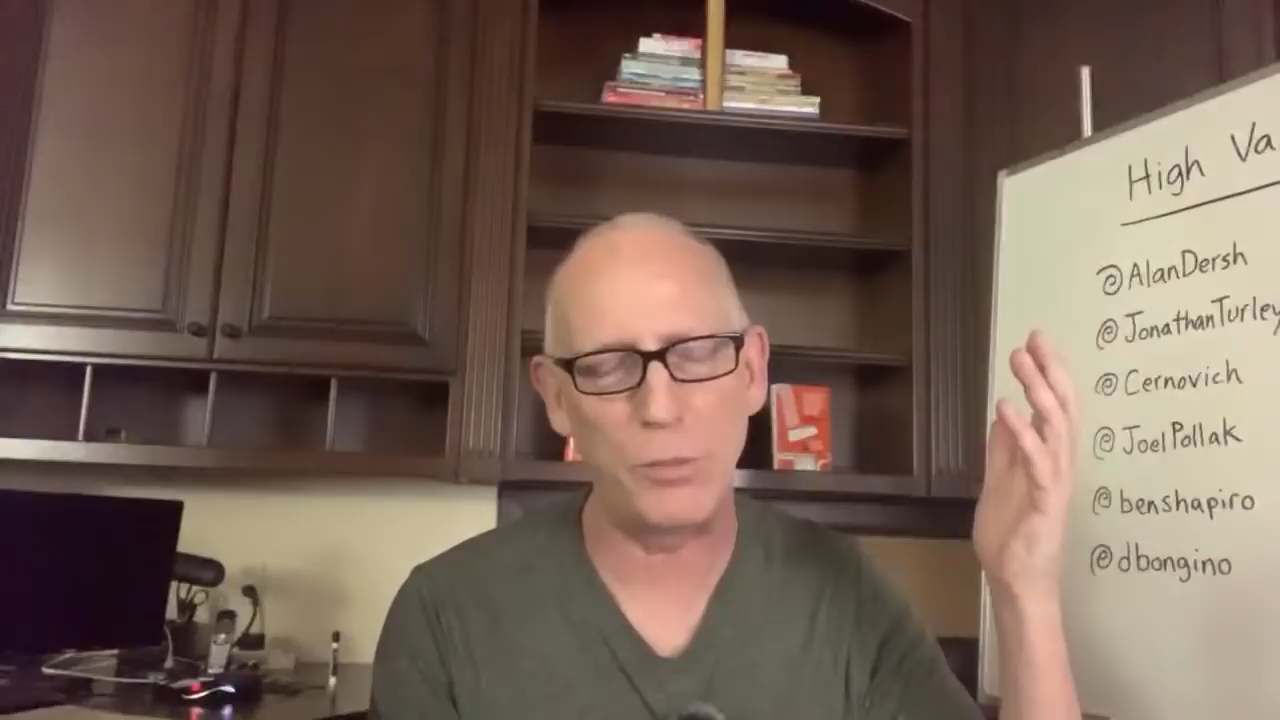 High Va
@AlanDersh
@JonathanTurley
@Cernovich
@JoelPollak
@benshapiro
@dbongino